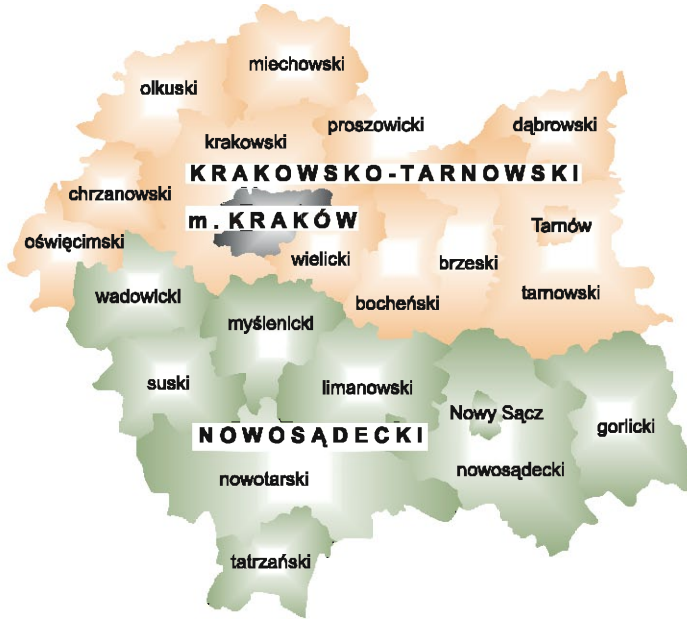 miechowski
olkuski
proszowicki
dąbrowski
krakowski
KRAKOWSKO-TARNOWSKI
chrzanowski
m. KRAKÓW
Tarnów
oświęcimski
wielicki
brzeski
wadowicki
tarnowski
bocheński
myślenicki
suski
limanowski
Nowy Sącz
gorlicki
NOWOSĄDECKI
nowosądecki
nowotarski
tatrzański